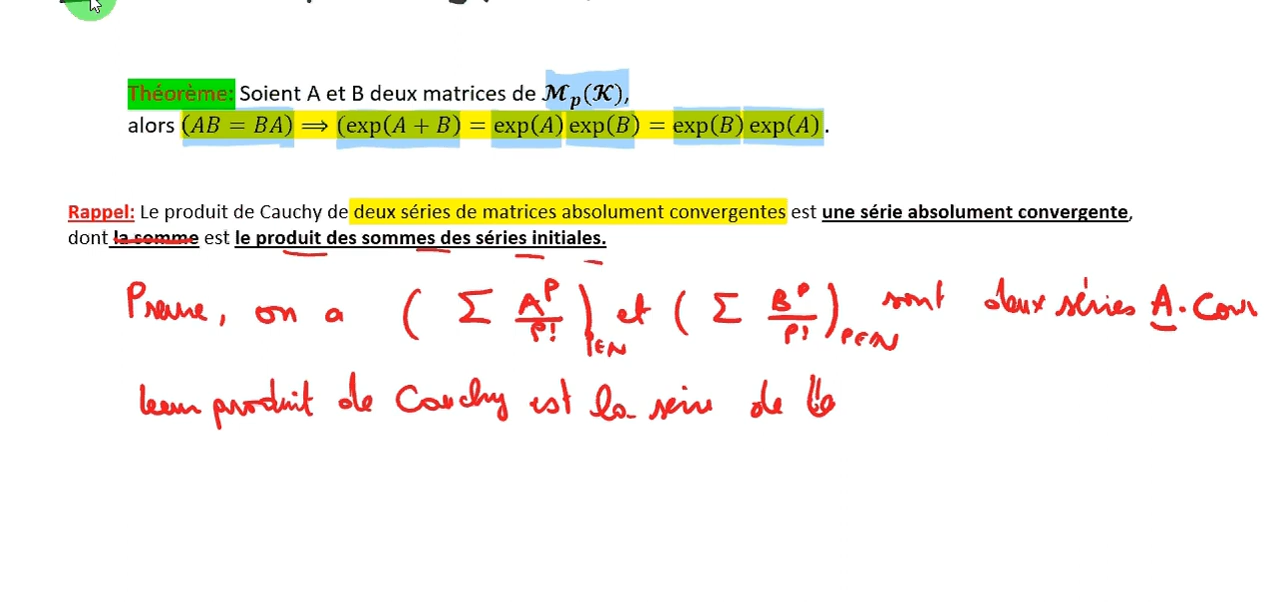 Théorème: Soient A et B deux matrices de 𝓜ₚ(𝓚),
alors (AB = BA) ⟹ (exp(A + B) = exp(A) exp(B) = exp(B) exp(A) .
Rappel: Le produit de Cauchy de deux séries de matrices absolument convergentes est une série absolument convergente,
dont la somme est le produit des sommes des séries initiales.
Preuve, on a ( Σ A^P/P! )_{P∈N} et ( Σ B^P/P! )_{P∈N} sont deux séries A. Conv
leur produit de Cauchy est la série de